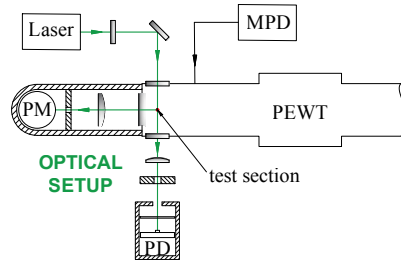 Laser
MPD
PM
PEWT
OPTICAL
SETUP
test section
PD